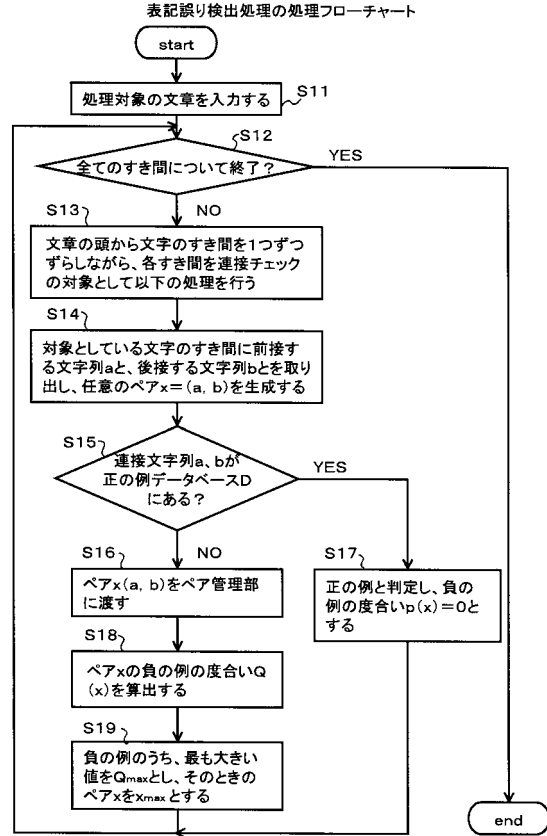 表記誤り検出処理の処理フローチャート
start
S11
処理対象の文章を入力する
S12
全てのすき間について終了?
YES
NO
S13
文章の頭から文字のすき間を1つずつ
ずらしながら、各すき間を連接チェック
の対象として以下の処理を行う
S14
対象としている文字のすき間に前接す
る文字列aと、後接する文字列bとを取り
出し、任意のペアx=(a, b)を生成する
S15
連接文字列a、bが
正の例データベースD
にある?
YES
NO
S16
ペアx(a, b)をペア管理部
に渡す
S17
正の例と判定し、負の
例の度合いp(x)=0と
する
S18
ペアxの負の例の度合いQ
(x)を算出する
S19
負の例のうち、最も大きい
値をQmaxとし、そのときの
ペアxをxmaxとする
end